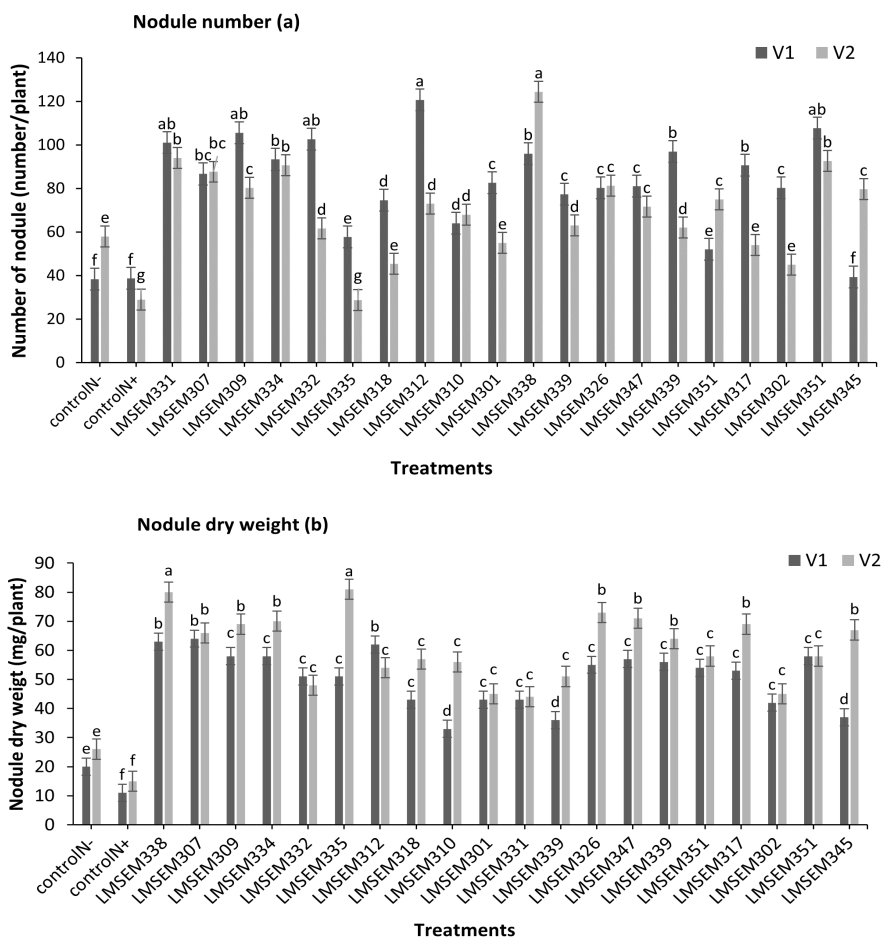 Nodule number (a)
V1 V2
Number of nodule (number/plant)
140
120
100
80
60
40
20
0
f e f g ab b bc bc ab c b b ab d e g d e a d d d c e b a c d c c b d e c b e c e ab b f c
controlN- controlN+ LMSEM331 LMSEM307 LMSEM309 LMSEM334 LMSEM332 LMSEM335 LMSEM318 LMSEM312 LMSEM310 LMSEM301 LMSEM338 LMSEM339 LMSEM326 LMSEM347 LMSEM339 LMSEM351 LMSEM317 LMSEM302 LMSEM351 LMSEM345
Treatments
Nodule dry weight (b)
V1 V2
Nodule dry weigt (mg/plant)
90
80
70
60
50
40
30
20
10
0
e e f f b a b b c b c b c c c a b c c c d c c c c c d c c b c b c b c c c b c c c c d b
controlN- controlN+ LMSEM338 LMSEM307 LMSEM309 LMSEM334 LMSEM332 LMSEM335 LMSEM312 LMSEM318 LMSEM310 LMSEM301 LMSEM331 LMSEM339 LMSEM326 LMSEM347 LMSEM339 LMSEM351 LMSEM317 LMSEM302 LMSEM351 LMSEM345
Treatments